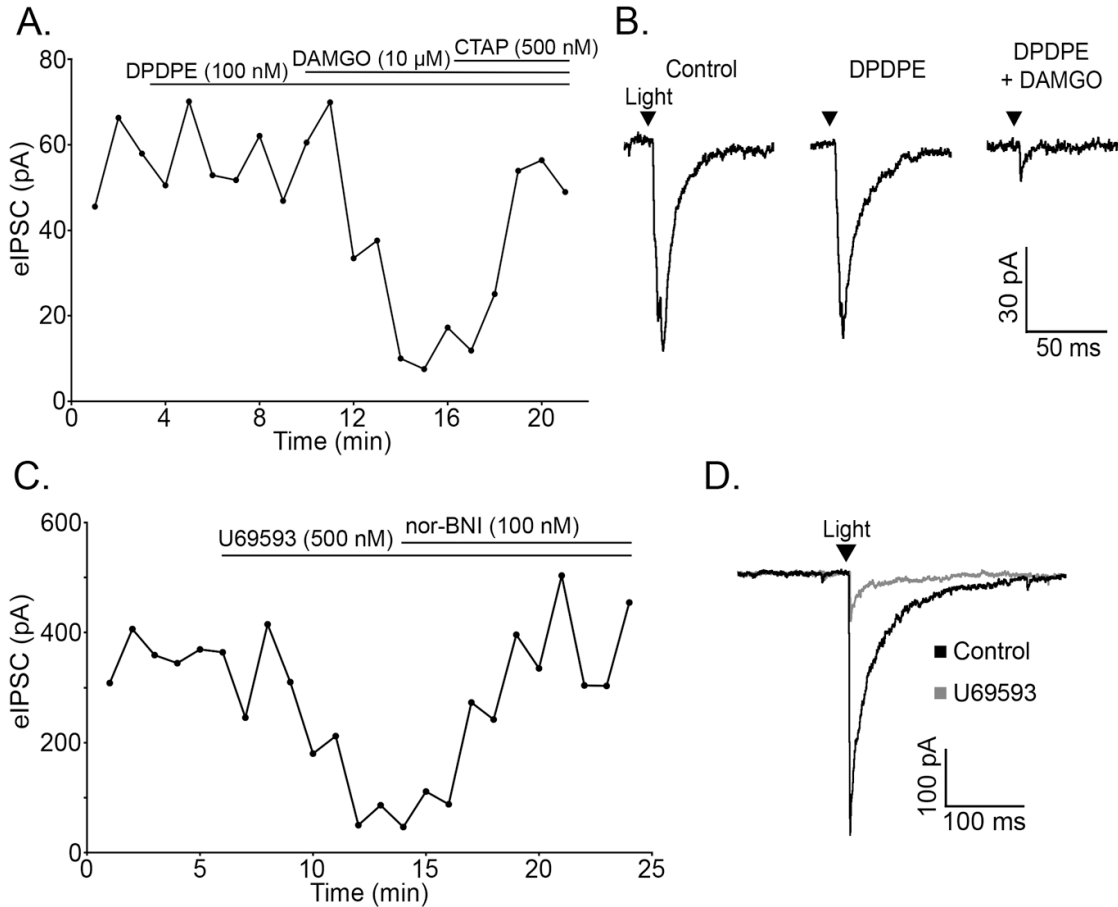 A.
80
60
40
20
0
eIPSC (pA)
DPDPE (100 nM)
DAMGO (10 µM)
CTAP (500 nM)
0 4 8 12 16 20
Time (min)
B.
Control
DPDPE
DPDPE
+ DAMGO
Light
30 pA
50 ms
C.
600
400
200
0
eIPSC (pA)
U69593 (500 nM)
nor-BNI (100 nM)
0 5 10 15 20 25
Time (min)
D.
Light
Control
U69593
100 pA
100 ms